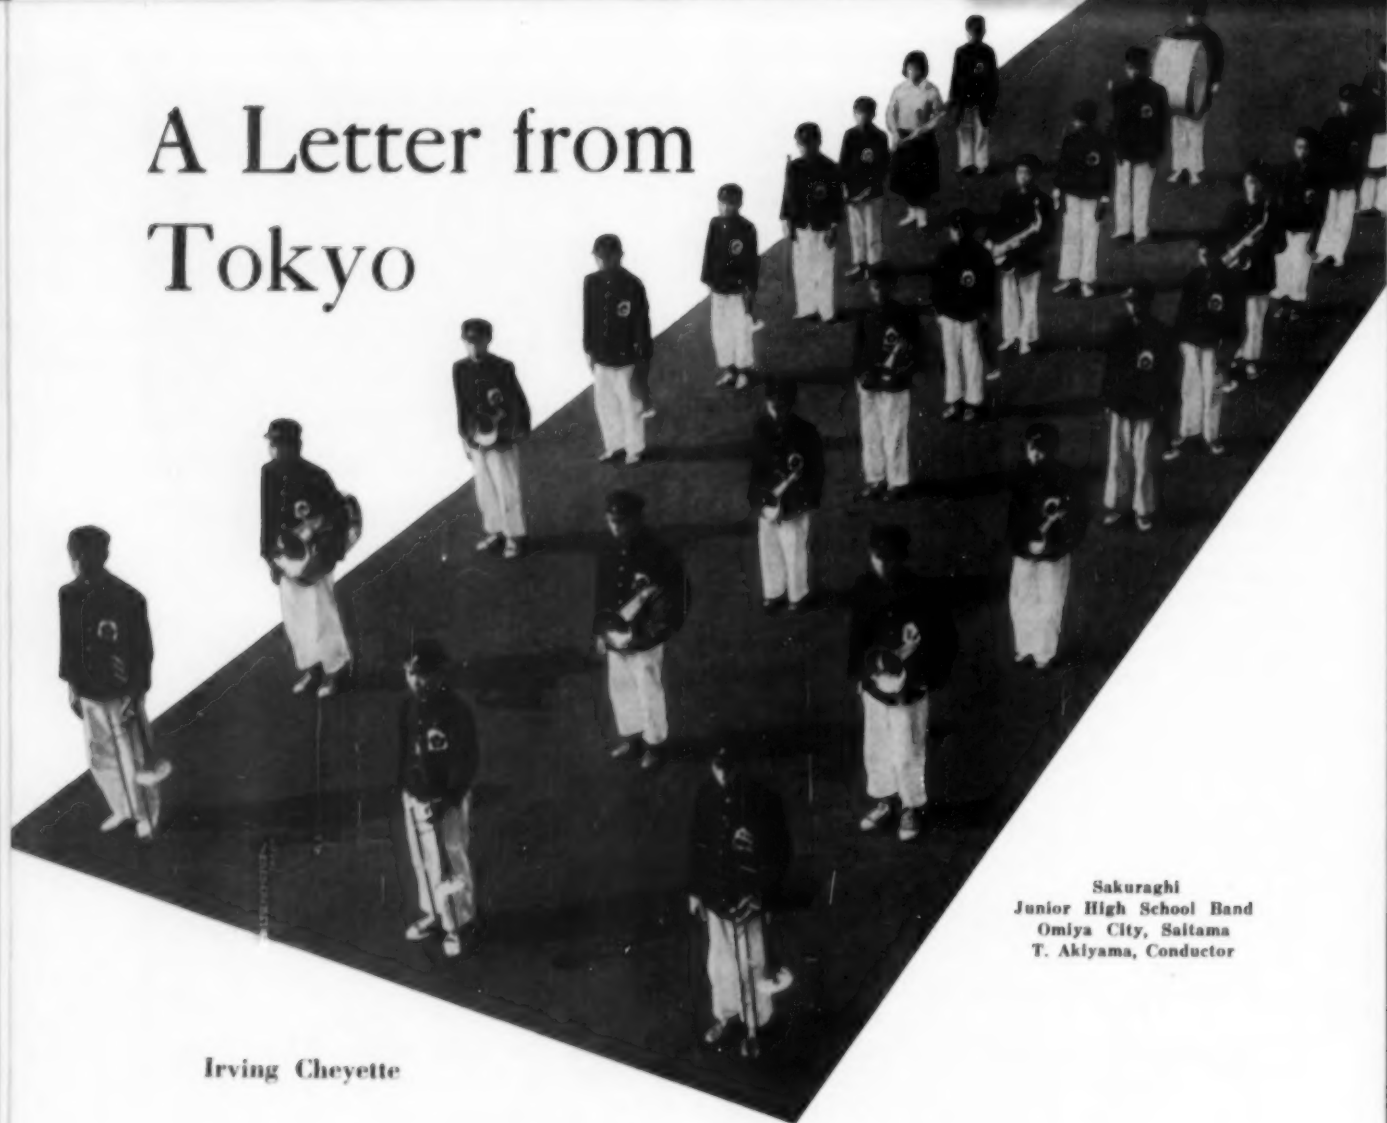 A Letter from
Tokyo
Sakuraghi
Junior High School Band
Omiya City, Saitama
T. Akiyama, Conductor
Irving Cheyette